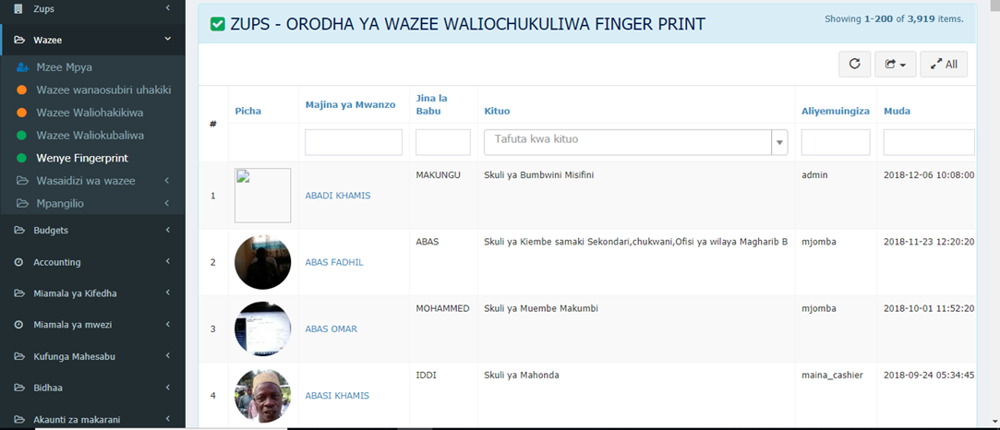 Zups
Wazee
Mzee Mpya
Wazee wanaosubiri uhakiki
Wazee Waliohakikiwa
Wazee Waliokubaliwa
Wenye Fingerprint
Wasaidizi wa wazee
Mpangilio
Budgets
Accounting
Miamala ya Kifedha
Miamala ya mwezi
Kufunga Mahesabu
Bidhaa
Akaunti za makarani
ZUPS - ORODHA YA WAZEE WALIOCHUKULIWA FINGER PRINT
Showing 1-200 of 3,919 items.
All
# Picha Majina ya Mwanzo Jina la Babu Kituo Aliyemuingiza Muda
Tafuta kwa kituo
1 ABADI KHAMIS MAKUNGU Skuli ya Bumbwini Misifini admin 2018-12-06 10:08:00
2 ABAS FADHIL ABAS Skuli ya Kiembe samaki Sekondari,chukwani,Ofisi ya wilaya Magharib B mjomba 2018-11-23 12:20:20
3 ABAS OMAR MOHAMMED Skuli ya Muembe Makumbi mjomba 2018-10-01 11:52:20
4 ABASI KHAMIS IDDI Skuli ya Mahonda maina_cashier 2018-09-24 05:34:45